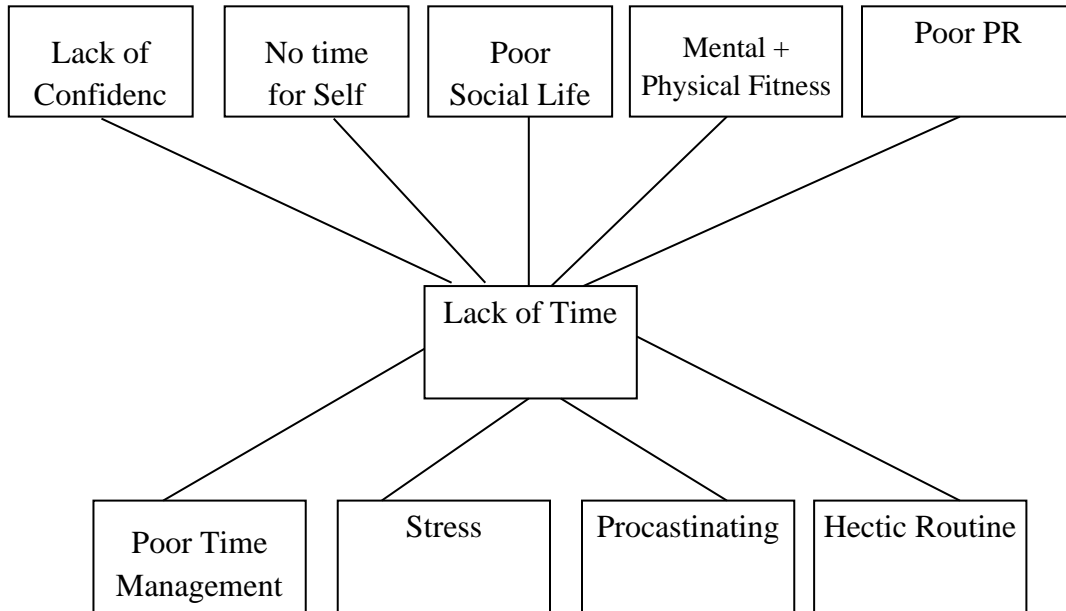 Lack of
Confidenc
No time
for Self
Poor
Social Life
Mental +
Physical Fitness
Poor PR
Lack of Time
Poor Time
Management
Stress
Procastinating
Hectic Routine